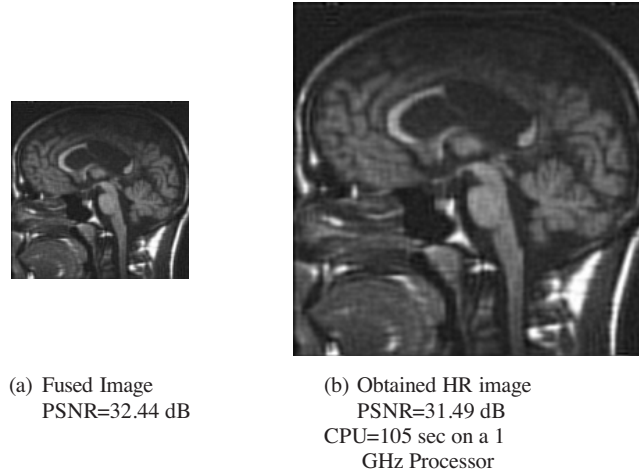 (a) Fused Image
PSNR=32.44 dB
(b) Obtained HR image
PSNR=31.49 dB
CPU=105 sec on a 1
GHz Processor